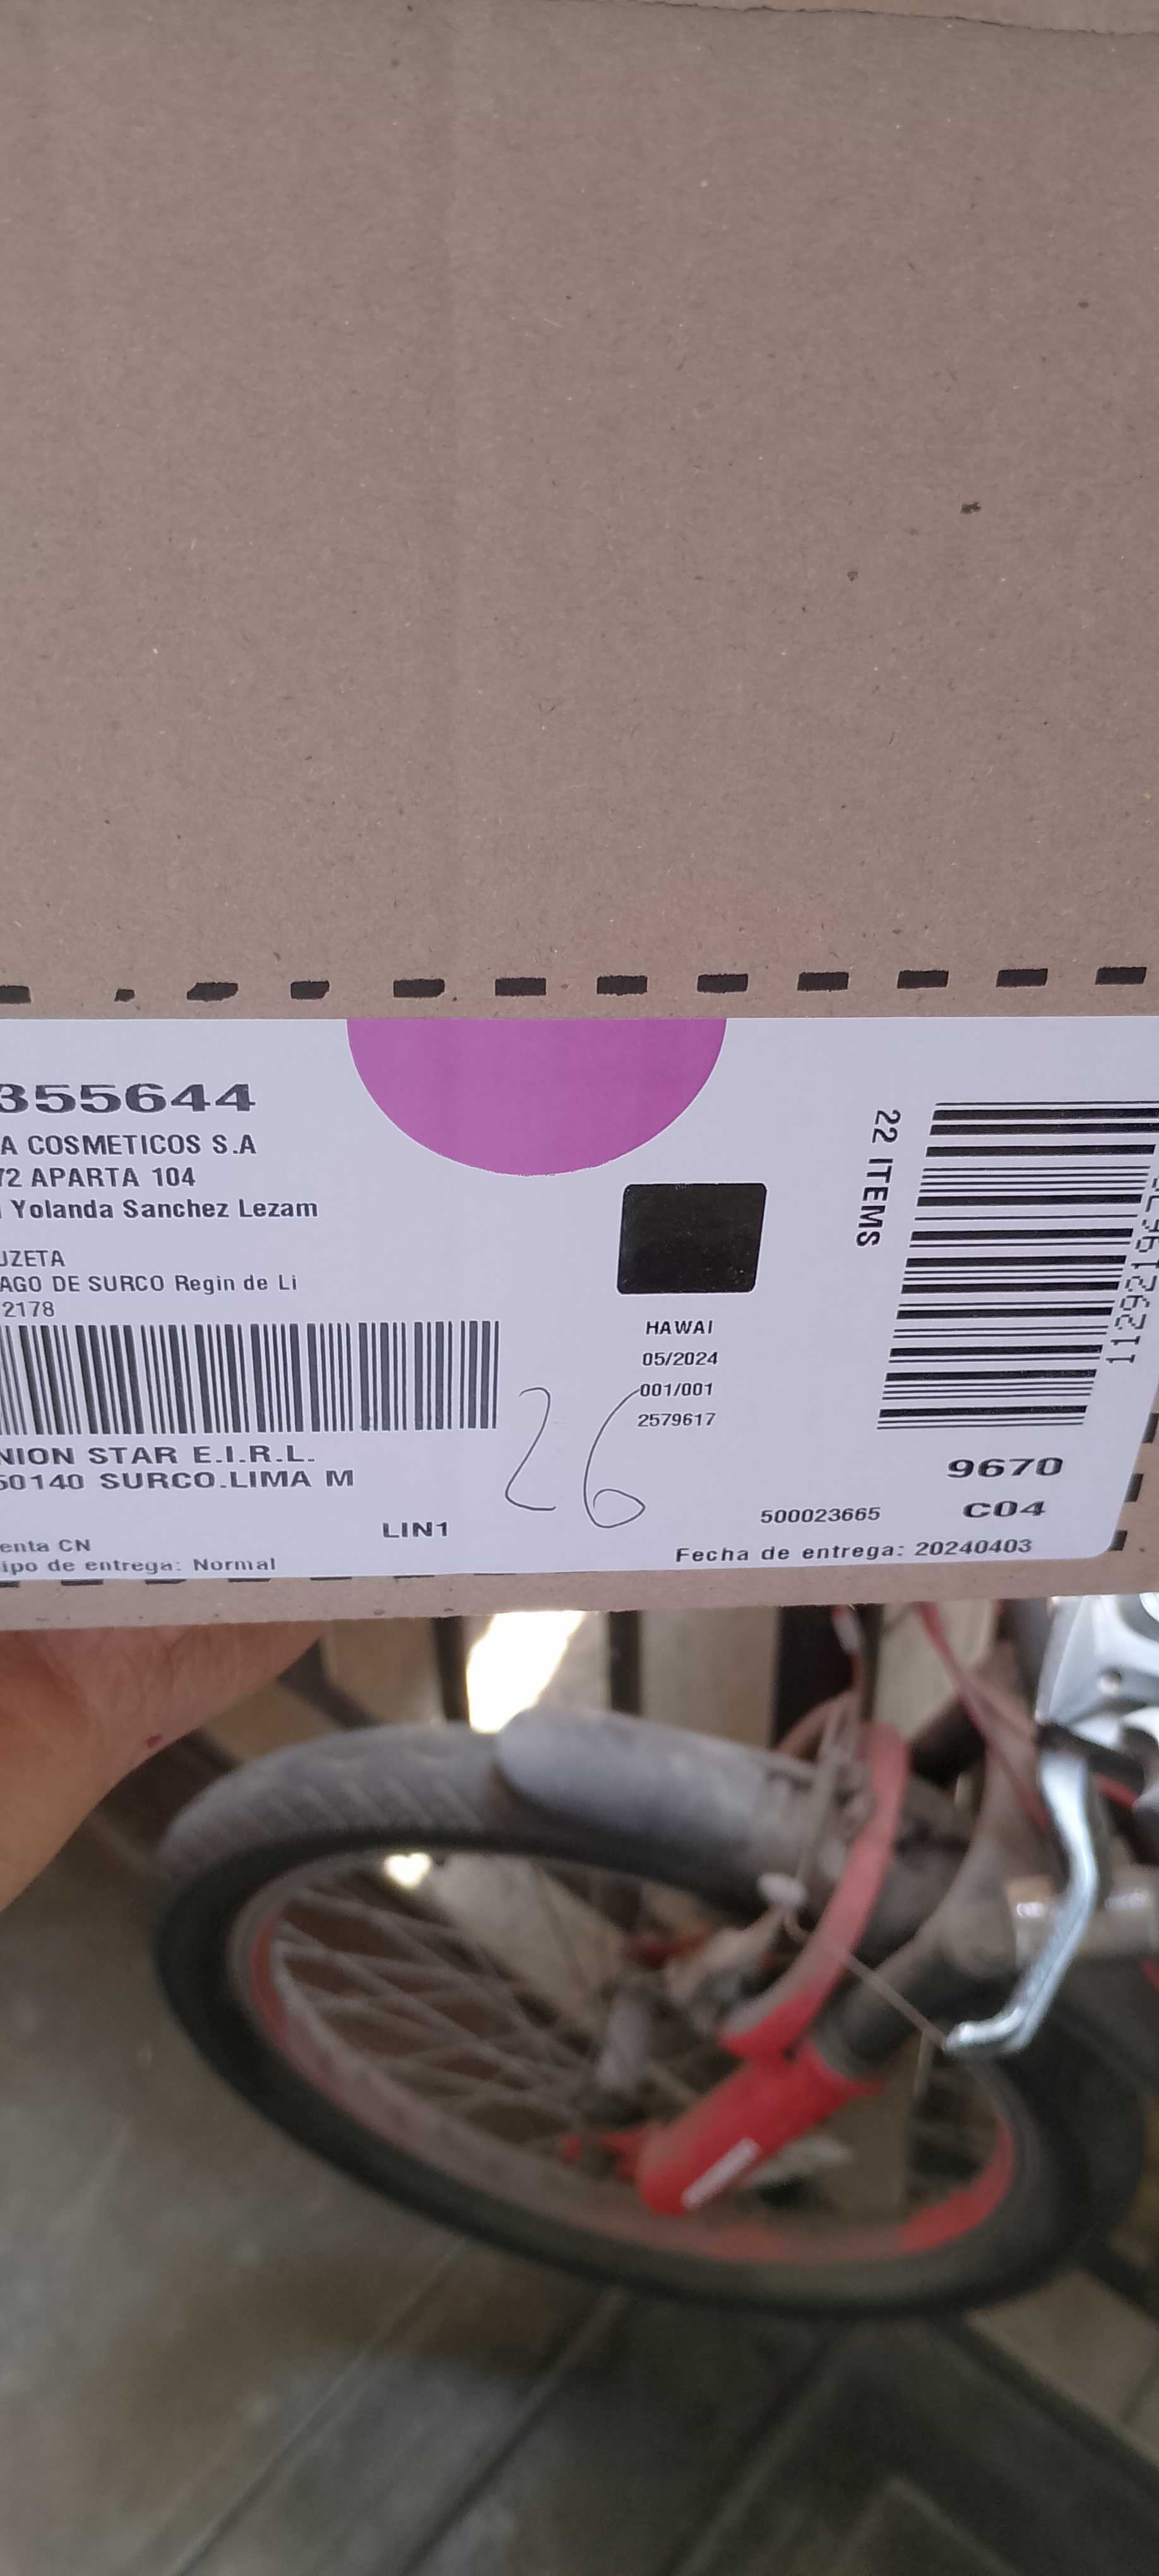 355644
A COSMETICOS S.A
72 APARTA 104
Yolanda Sanchez Lezam
UZETA
AGO DE SURCO Regin de Li
2178
NION STAR E.I.R.L.
50140 SURCO.LIMA M
LIN1
enta CN
ipo de entrega: Normal
26
HAWAI
05/2024
001/001
2579617
22 ITEMS
9670
500023665
C04
Fecha de entrega: 20240403